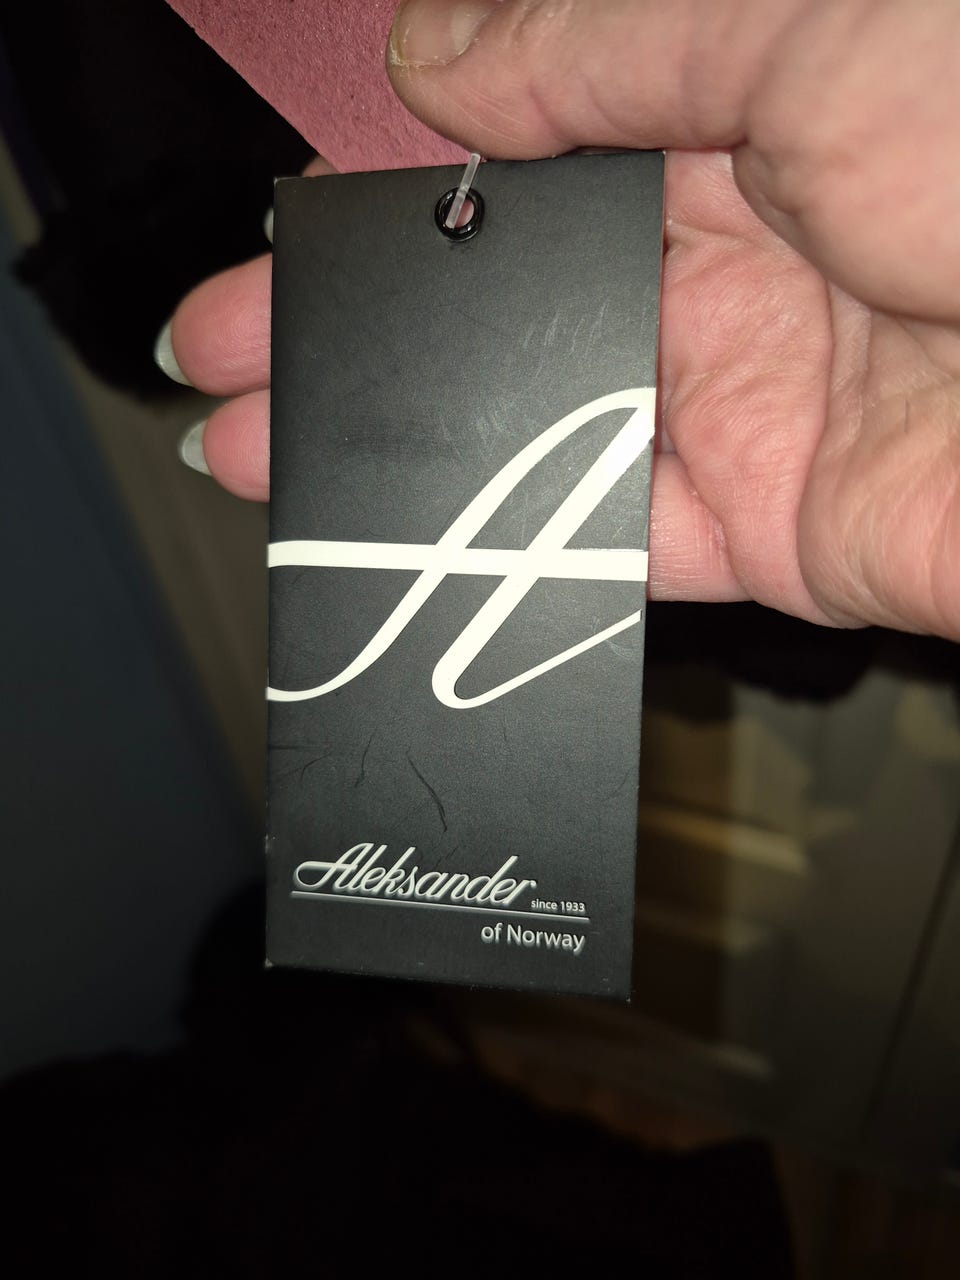 A
Aleksander
since 1933
of Norway